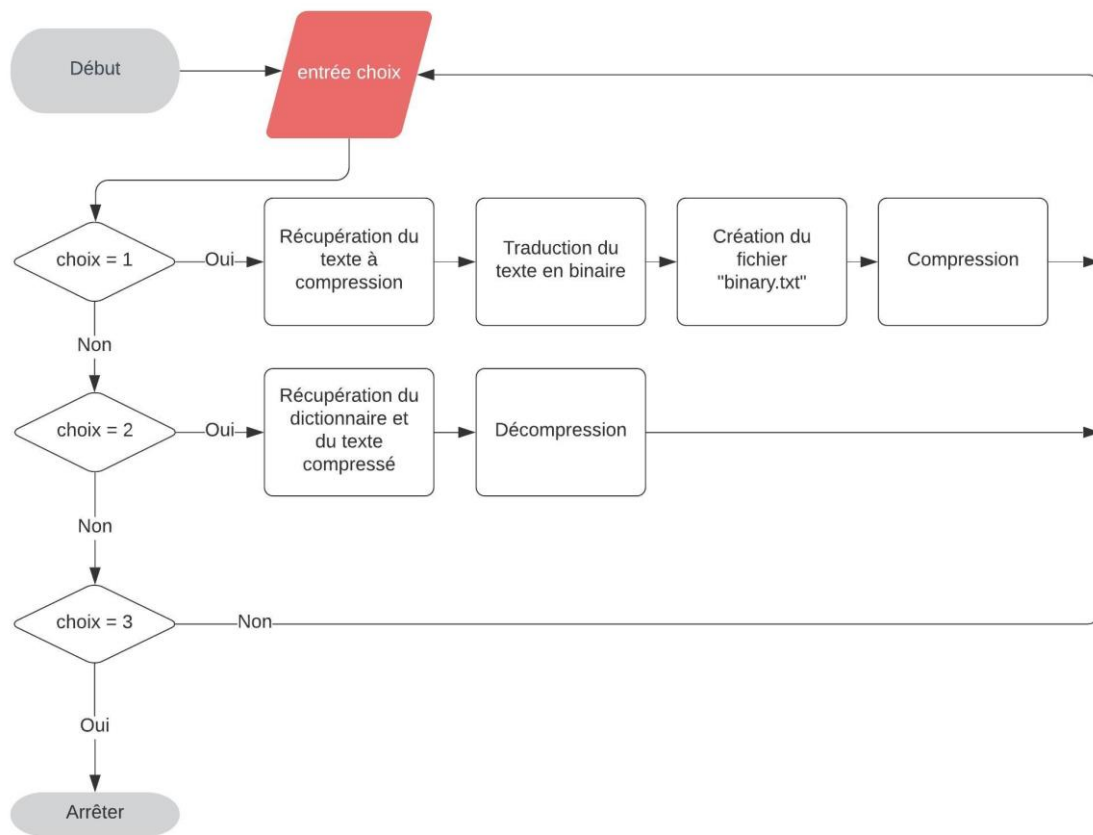 Début
entrée choix
choix = 1
Oui
Récupération du
texte à
compression
Traduction du
texte en binaire
Création du
fichier
"binary.txt"
Compression
Non
choix = 2
Oui
Récupération du
dictionnaire et
du texte
compressé
Décompression
Non
choix = 3
Non
Oui
Arrêter